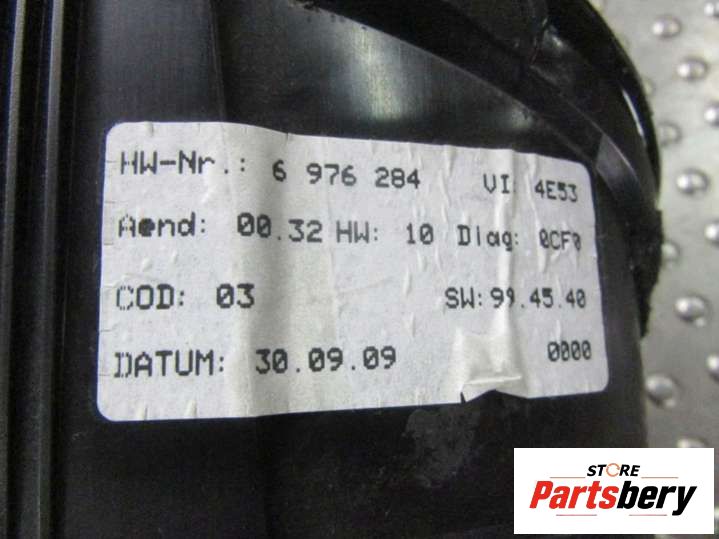 HW-Nr.: 6 976 284 VI: 4E53
Aend: 00.32 HW: 10 Diag: 0CF0
COD: 03 SW: 99.45.40
DATUM: 30.09.09 0000
STORE
Partsbery